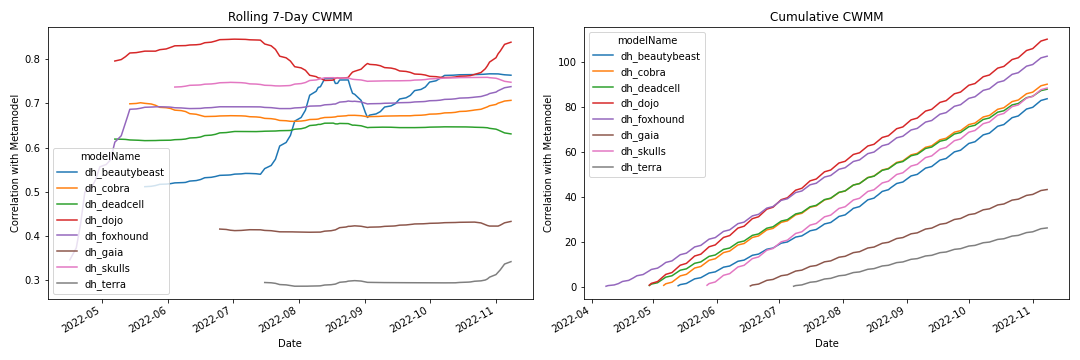 Rolling 7-Day CWMM
Correlation with Metamodel
0.8
0.7
0.6
0.5
0.4
0.3
modelName
dh_beautybeast
dh_cobra
dh_deadcell
dh_dojo
dh_foxhound
dh_gaia
dh_skulls
dh_terra
2022-05
2022-06
2022-07
2022-08
2022-09
2022-10
2022-11
Date
Cumulative CWMM
Correlation with Metamodel
100
80
60
40
20
0
modelName
dh_beautybeast
dh_cobra
dh_deadcell
dh_dojo
dh_foxhound
dh_gaia
dh_skulls
dh_terra
2022-04
2022-05
2022-06
2022-07
2022-08
2022-09
2022-10
2022-11
Date